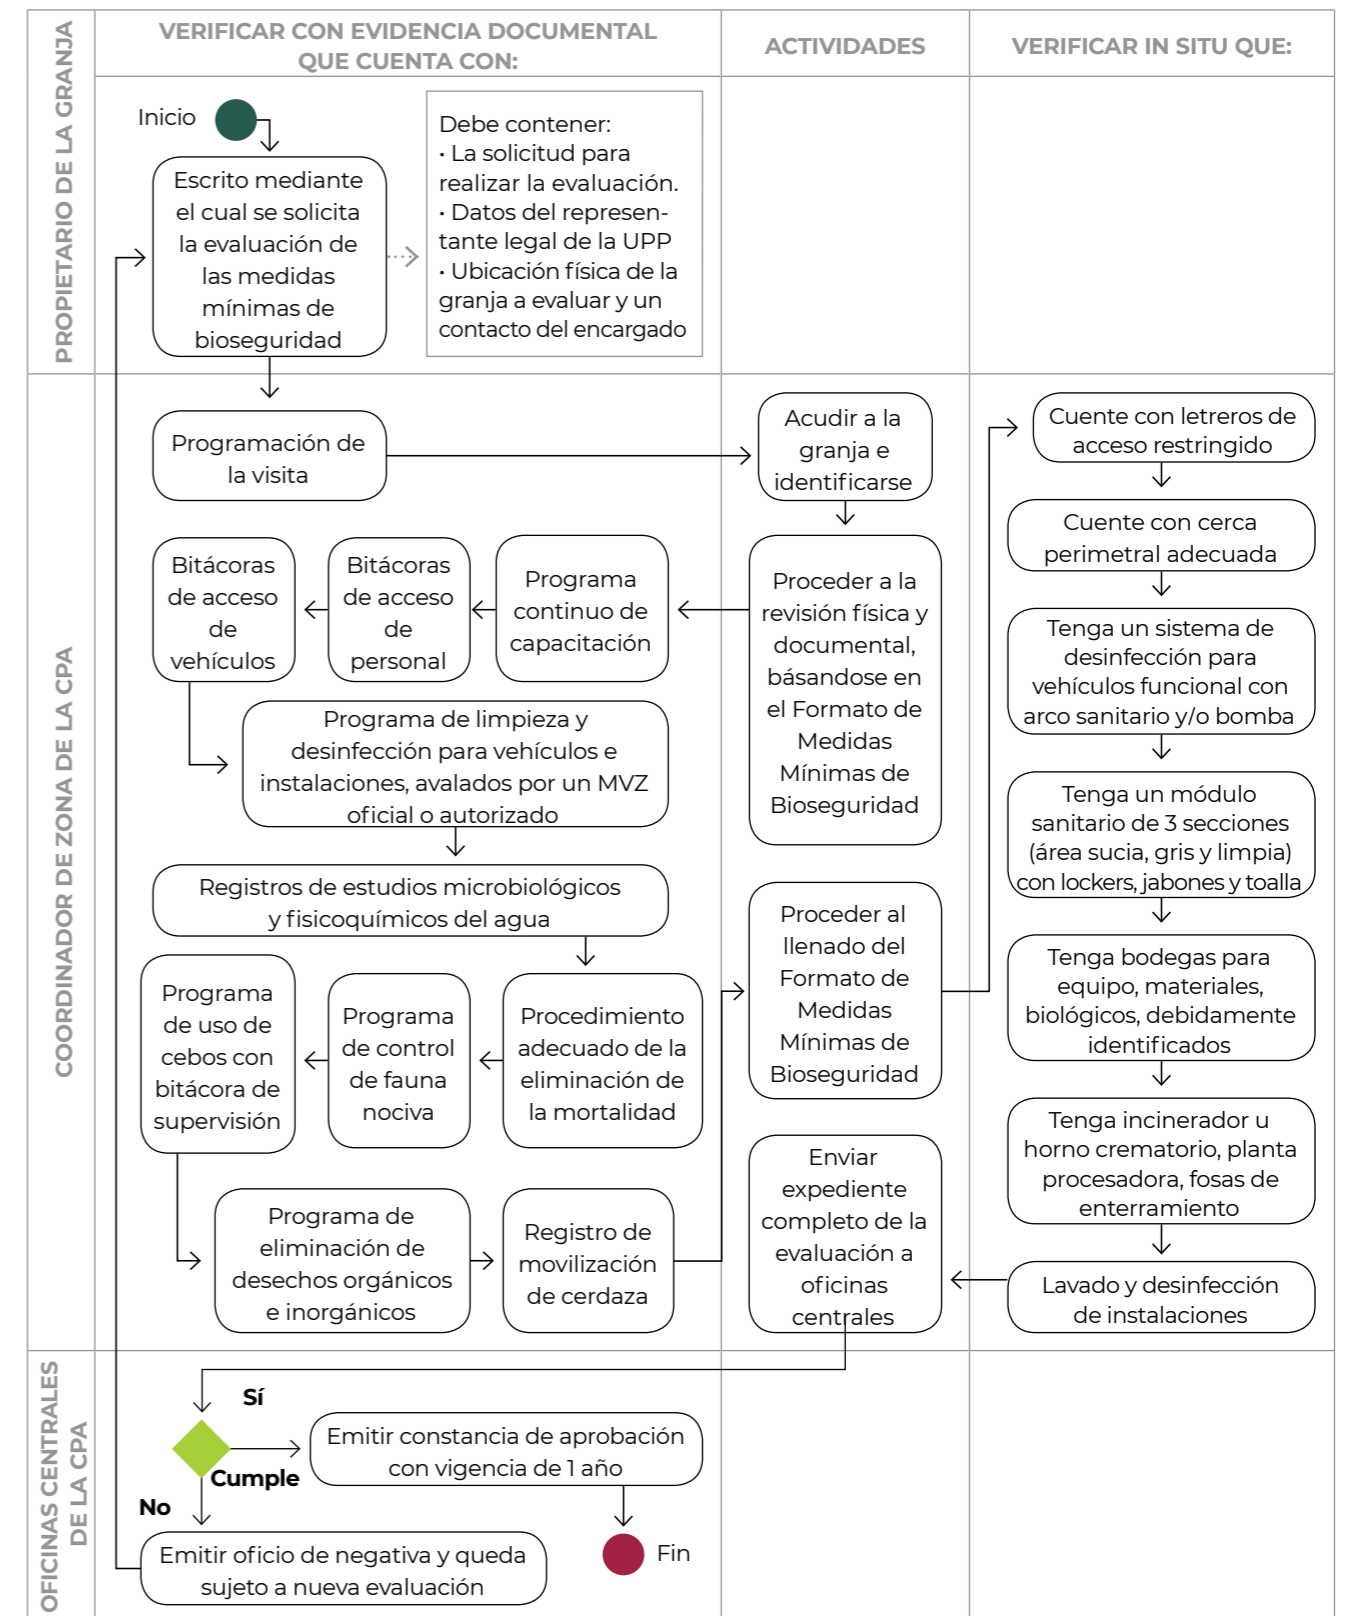 VERIFICAR CON EVIDENCIA DOCUMENTAL
QUE CUENTA CON:
ACTIVIDADES
VERIFICAR IN SITU QUE:
PROPIETARIO DE LA GRANJA
Inicio
Escrito mediante
el cual se solicita
la evaluación de
las medidas
mínimas de
bioseguridad
Debe contener:
· La solicitud para
realizar la evaluación.
· Datos del represen-
tante legal de la UPP
· Ubicación física de la
granja a evaluar y un
contacto del encargado
COORDINADOR DE ZONA DE LA CPA
Programación de
la visita
Acudir a la
granja e
identificarse
Proceder a la
revisión física y
documental,
básandose en
el Formato de
Medidas
Mínimas de
Bioseguridad
Programa
continuo de
capacitación
Bitácoras
de acceso
de
personal
Bitácoras
de acceso
de
vehículos
Programa de limpieza y
desinfección para vehículos e
instalaciones, avalados por un MVZ
oficial o autorizado
Registros de estudios microbiológicos
y fisicoquímicos del agua
Procedimiento
adecuado de la
eliminación de
la mortalidad
Programa
de control
de fauna
nociva
Programa
de uso de
cebos con
bitácora de
supervisión
Programa de
eliminación de
desechos orgánicos
e inorgánicos
Registro de
movilización
de cerdaza
Proceder al
llenado del
Formato de
Medidas
Mínimas de
Bioseguridad
Cuente con letreros de
acceso restringido
Cuente con cerca
perimetral adecuada
Tenga un sistema de
desinfección para
vehículos funcional con
arco sanitario y/o bomba
Tenga un módulo
sanitario de 3 secciones
(área sucia, gris y limpia)
con lockers, jabones y toalla
Tenga bodegas para
equipo, materiales,
biológicos, debidamente
identificados
Tenga incinerador u
horno crematorio, planta
procesadora, fosas de
enterramiento
Lavado y desinfección
de instalaciones
Enviar
expediente
completo de la
evaluación a
oficinas
centrales
OFICINAS CENTRALES
DE LA CPA
Sí
Cumple
No
Emitir constancia de aprobación
con vigencia de 1 año
Fin
Emitir oficio de negativa y queda
sujeto a nueva evaluación